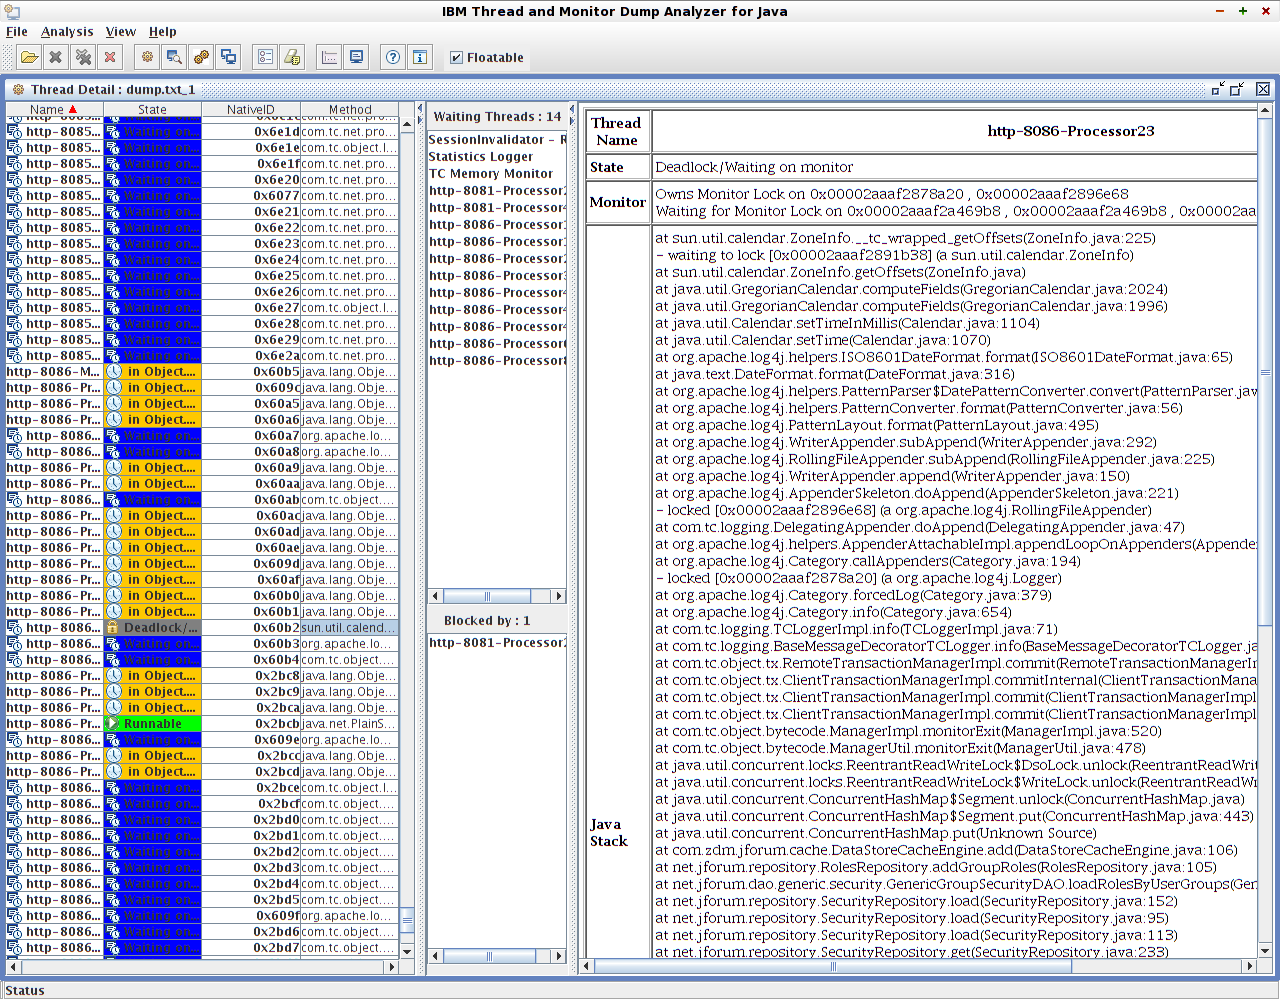 IBM Thread and Monitor Dump Analyzer for Java
File Analysis View Help
Floatable
Thread Detail : dump.txt_1
Name State NativeID Method
http-8085... Waiting on... 0x6e1d com.tc.net.pro...
http-8085... Waiting on... 0x6e1e com.tc.object.l...
http-8085... Waiting on... 0x6e1f com.tc.net.pro...
http-8085... Waiting on... 0x6e20 com.tc.net.pro...
http-8085... Waiting on... 0x6077 com.tc.net.pro...
http-8085... Waiting on... 0x6e21 com.tc.net.pro...
http-8085... Waiting on... 0x6e22 com.tc.net.pro...
http-8085... Waiting on... 0x6e23 com.tc.net.pro...
http-8085... Waiting on... 0x6e24 com.tc.net.pro...
http-8085... Waiting on... 0x6e25 com.tc.net.pro...
http-8085... Waiting on... 0x6e26 com.tc.net.pro...
http-8085... Waiting on... 0x6e27 com.tc.object.l...
http-8085... Waiting on... 0x6e28 com.tc.net.pro...
http-8085... Waiting on... 0x6e29 com.tc.net.pro...
http-8085... Waiting on... 0x6e2a com.tc.net.pro...
http-8086-M... in Object.... 0x60b5 java.lang.Obje...
http-8086-Pr... in Object.... 0x609c java.lang.Obje...
http-8086-Pr... in Object.... 0x60a5 java.lang.Obje...
http-8086-Pr... in Object.... 0x60a6 java.lang.Obje...
http-8086... Waiting on... 0x60a7 org.apache.lo...
http-8086... Waiting on... 0x60a8 org.apache.lo...
http-8086-Pr... in Object.... 0x60a9 java.lang.Obje...
http-8086-Pr... in Object.... 0x60aa java.lang.Obje...
http-8086... Waiting on... 0x60ab com.tc.object....
http-8086-Pr... in Object.... 0x60ac java.lang.Obje...
http-8086-Pr... in Object.... 0x60ad java.lang.Obje...
http-8086-Pr... in Object.... 0x60ae java.lang.Obje...
http-8086-Pr... in Object.... 0x609d java.lang.Obje...
http-8086-Pr... in Object.... 0x60af java.lang.Obje...
http-8086-Pr... in Object.... 0x60b0 java.lang.Obje...
http-8086-Pr... in Object.... 0x60b1 java.lang.Obje...
http-8086... Deadlock/... 0x60b2 sun.util.calend...
http-8086... Waiting on... 0x60b3 org.apache.lo...
http-8086... Waiting on... 0x60b4 com.tc.object....
http-8086-Pr... in Object.... 0x2bc8 java.lang.Obje...
http-8086-Pr... in Object.... 0x2bc9 java.lang.Obje...
http-8086-Pr... in Object.... 0x2bca java.lang.Obje...
http-8086-Pr... Runnable 0x2bcb java.net.PlainS...
http-8086... Waiting on... 0x609e org.apache.lo...
http-8086-Pr... in Object.... 0x2bcc java.lang.Obje...
http-8086-Pr... in Object.... 0x2bcd java.lang.Obje...
http-8086... Waiting on... 0x2bce com.tc.object.l...
http-8086... Waiting on... 0x2bcf com.tc.object....
http-8086... Waiting on... 0x2bd0 com.tc.object....
http-8086... Waiting on... 0x2bd1 com.tc.object....
http-8086... Waiting on... 0x2bd2 com.tc.object....
http-8086... Waiting on... 0x2bd3 com.tc.object....
http-8086... Waiting on... 0x2bd4 com.tc.object....
http-8086... Waiting on... 0x2bd5 com.tc.object....
http-8086... Waiting on... 0x609f org.apache.lo...
http-8086... Waiting on... 0x2bd6 com.tc.object....
http-8086... Waiting on... 0x2bd7 com.tc.object....
Waiting Threads : 14
SessionInvalidator - R
Statistics Logger
TC Memory Monitor
http-8081-Processor
http-8081-Processor
http-8086-Processor
http-8086-Processor
http-8086-Processor
http-8086-Processor
http-8086-Processor
http-8086-Processor
http-8086-Processor
http-8086-Processor
http-8086-Processor
Blocked by : 1
http-8081-Processor
Thread Name http-8086-Processor23
State Deadlock/Waiting on monitor
Monitor Owns Monitor Lock on 0x00002aaaf2878a20 , 0x00002aaaf2896e68
Waiting for Monitor Lock on 0x00002aaaf2a469b8 , 0x00002aaaf2a469b8 , 0x00002aa
Java Stack
at sun.util.calendar.ZoneInfo.__tc_wrapped_getOffsets(ZoneInfo.java:225)
- waiting to lock [0x00002aaaf2891b38] (a sun.util.calendar.ZoneInfo)
at sun.util.calendar.ZoneInfo.getOffsets(ZoneInfo.java)
at java.util.GregorianCalendar.computeFields(GregorianCalendar.java:2024)
at java.util.GregorianCalendar.computeFields(GregorianCalendar.java:1996)
at java.util.Calendar.setTimeInMillis(Calendar.java:1104)
at java.util.Calendar.setTime(Calendar.java:1070)
at org.apache.log4j.helpers.ISO8601DateFormat.format(ISO8601DateFormat.java:65)
at java.text.DateFormat.format(DateFormat.java:316)
at org.apache.log4j.helpers.PatternParser$DatePatternConverter.convert(PatternParser.jav
at org.apache.log4j.helpers.PatternConverter.format(PatternConverter.java:56)
at org.apache.log4j.PatternLayout.format(PatternLayout.java:495)
at org.apache.log4j.WriterAppender.subAppend(WriterAppender.java:292)
at org.apache.log4j.RollingFileAppender.subAppend(RollingFileAppender.java:225)
at org.apache.log4j.WriterAppender.append(WriterAppender.java:150)
at org.apache.log4j.AppenderSkeleton.doAppend(AppenderSkeleton.java:221)
- locked [0x00002aaaf2896e68] (a org.apache.log4j.RollingFileAppender)
at com.tc.logging.DelegatingAppender.doAppend(DelegatingAppender.java:47)
at org.apache.log4j.helpers.AppenderAttachableImpl.appendLoopOnAppenders(Appende
at org.apache.log4j.Category.callAppenders(Category.java:194)
- locked [0x00002aaaf2878a20] (a org.apache.log4j.Logger)
at org.apache.log4j.Category.forcedLog(Category.java:379)
at org.apache.log4j.Category.info(Category.java:654)
at com.tc.logging.TCLoggerImpl.info(TCLoggerImpl.java:71)
at com.tc.logging.BaseMessageDecoratorTCLogger.info(BaseMessageDecoratorTCLogger.ja
at com.tc.object.tx.RemoteTransactionManagerImpl.commit(RemoteTransactionManagerIm
at com.tc.object.tx.ClientTransactionManagerImpl.commitInternal(ClientTransactionMana
at com.tc.object.tx.ClientTransactionManagerImpl.commit(ClientTransactionManagerImpl
at com.tc.object.tx.ClientTransactionManagerImpl.commit(ClientTransactionManagerImpl
at com.tc.object.bytecode.ManagerImpl.monitorExit(ManagerImpl.java:520)
at com.tc.object.bytecode.ManagerUtil.monitorExit(ManagerUtil.java:478)
at java.util.concurrent.locks.ReentrantReadWriteLock$DsoLock.unlock(ReentrantReadWrit
at java.util.concurrent.locks.ReentrantReadWriteLock$WriteLock.unlock(ReentrantReadWr
at java.util.concurrent.ConcurrentHashMap$Segment.unlock(ConcurrentHashMap.java)
at java.util.concurrent.ConcurrentHashMap$Segment.put(ConcurrentHashMap.java:443)
at java.util.concurrent.ConcurrentHashMap.put(Unknown Source)
at com.zdm.jforum.cache.DataStoreCacheEngine.add(DataStoreCacheEngine.java:106)
at net.jforum.repository.RolesRepository.addGroupRoles(RolesRepository.java:105)
at net.jforum.dao.generic.security.GenericGroupSecurityDAO.loadRolesByUserGroups(Gen
at net.jforum.repository.SecurityRepository.load(SecurityRepository.java:152)
at net.jforum.repository.SecurityRepository.load(SecurityRepository.java:95)
at net.jforum.repository.SecurityRepository.load(SecurityRepository.java:113)
at net.jforum.repository.SecurityRepository.get(SecurityRepository.java:233)
Status